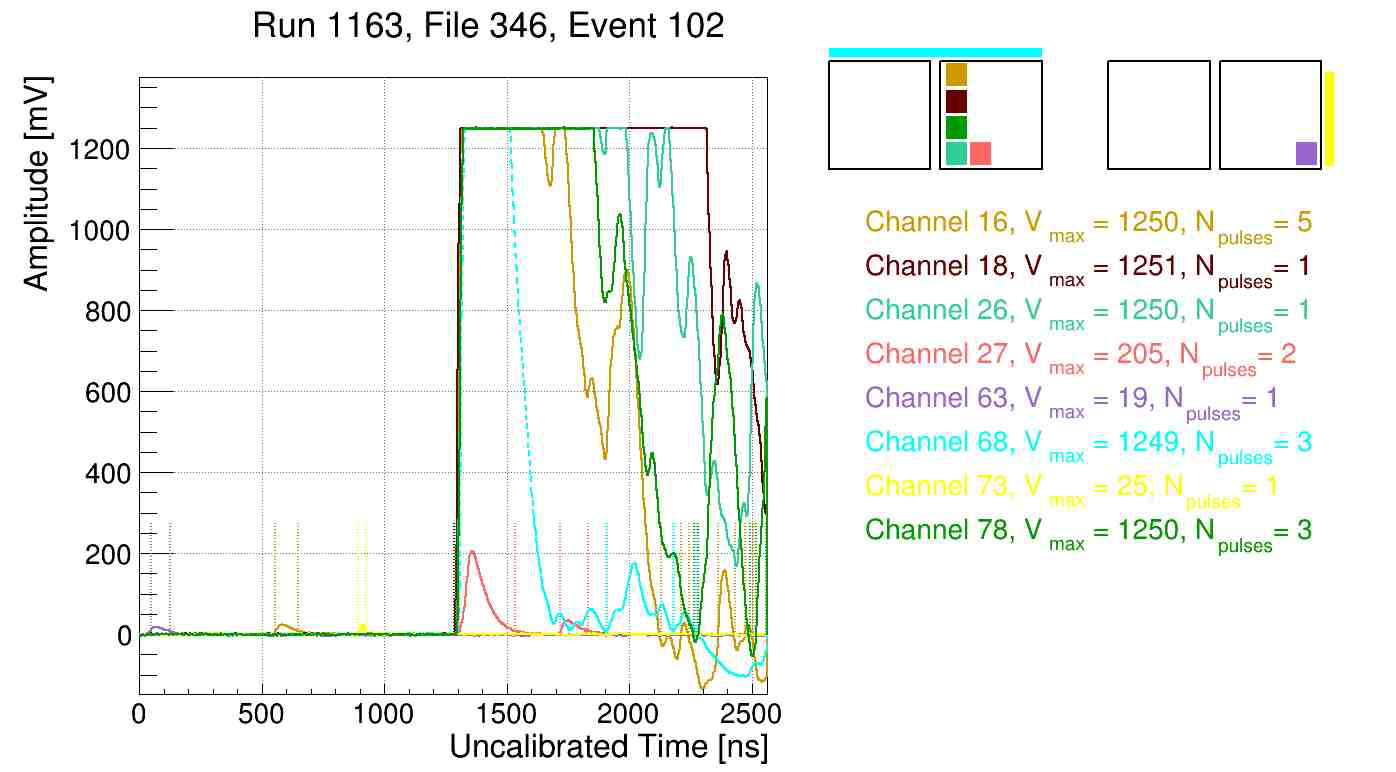 Run 1163, File 346, Event 102
Amplitude [mV]
1200
1000
800
600
400
200
0
0 500 1000 1500 2000 2500
Uncalibrated Time [ns]
Channel 16, V max = 1250, N pulses = 5
Channel 18, V max = 1251, N pulses = 1
Channel 26, V max = 1250, N pulses = 1
Channel 27, V max = 205, N pulses = 2
Channel 63, V max = 19, N pulses = 1
Channel 68, V max = 1249, N pulses = 3
Channel 73, V max = 25, N pulses = 1
Channel 78, V max = 1250, N pulses = 3